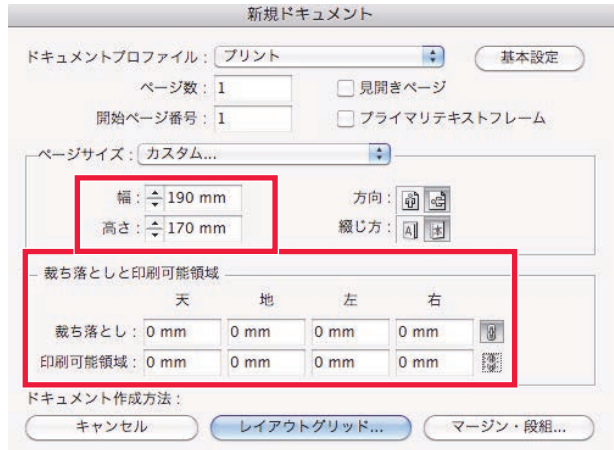 新規ドキュメント
ドキュメントプロファイル : プリント 基本設定
ページ数 : 1 見開きページ
開始ページ番号 : 1 プライマリテキストフレーム
ページサイズ : カスタム...
幅 : 190 mm 方向 :
高さ : 170 mm 綴じ方 :
裁ち落としと印刷可能領域
天 地 左 右
裁ち落とし : 0 mm 0 mm 0 mm 0 mm
印刷可能領域 : 0 mm 0 mm 0 mm 0 mm
ドキュメント作成方法 :
キャンセル レイアウトグリッド... マージン・段組...